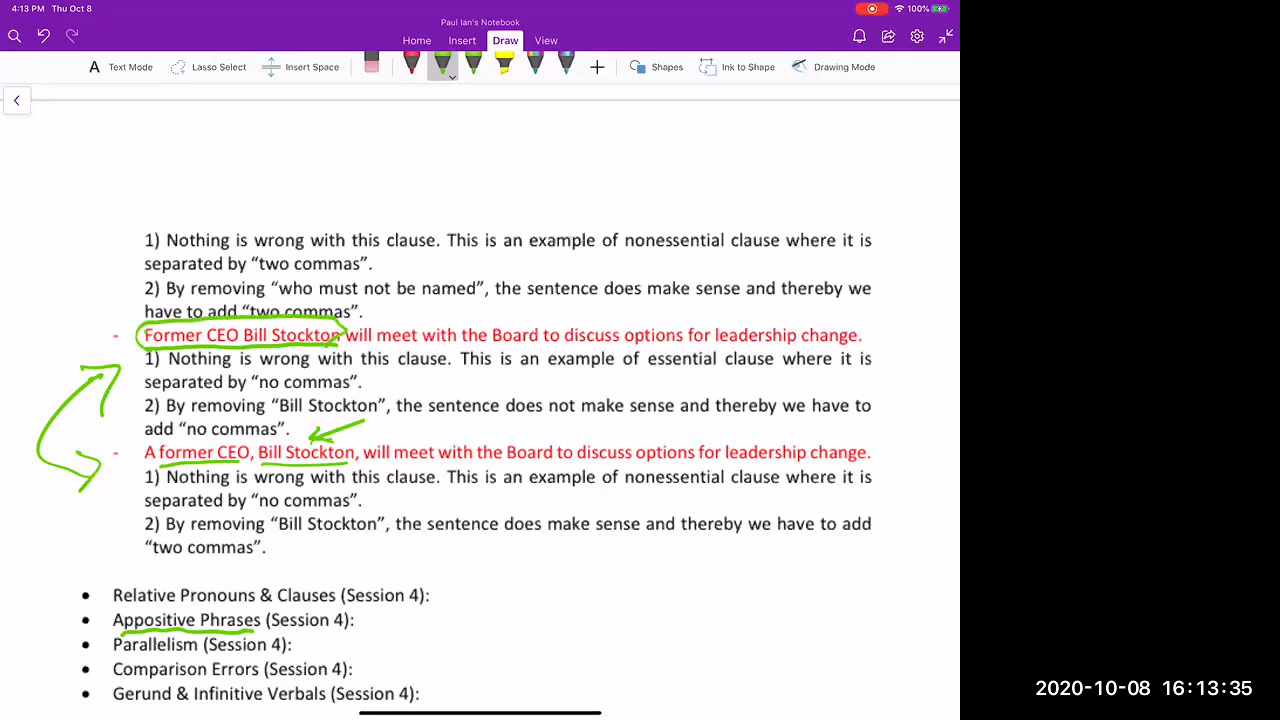 4:13 PM Thu Oct 8
100%
Paul Ian's Notebook
Home Insert Draw View
Text Mode Lasso Select Insert Space Shapes Ink to Shape Drawing Mode
1) Nothing is wrong with this clause. This is an example of nonessential clause where it is
separated by “two commas”.
2) By removing “who must not be named”, the sentence does make sense and thereby we
have to add “two commas”.
- Former CEO Bill Stockton will meet with the Board to discuss options for leadership change.
1) Nothing is wrong with this clause. This is an example of essential clause where it is
separated by “no commas”.
2) By removing “Bill Stockton”, the sentence does not make sense and thereby we have to
add “no commas”.
- A former CEO, Bill Stockton, will meet with the Board to discuss options for leadership change.
1) Nothing is wrong with this clause. This is an example of nonessential clause where it is
separated by “no commas”.
2) By removing “Bill Stockton”, the sentence does make sense and thereby we have to add
“two commas”.
• Relative Pronouns & Clauses (Session 4):
• Appositive Phrases (Session 4):
• Parallelism (Session 4):
• Comparison Errors (Session 4):
• Gerund & Infinitive Verbals (Session 4):
2020-10-08 16:13:35